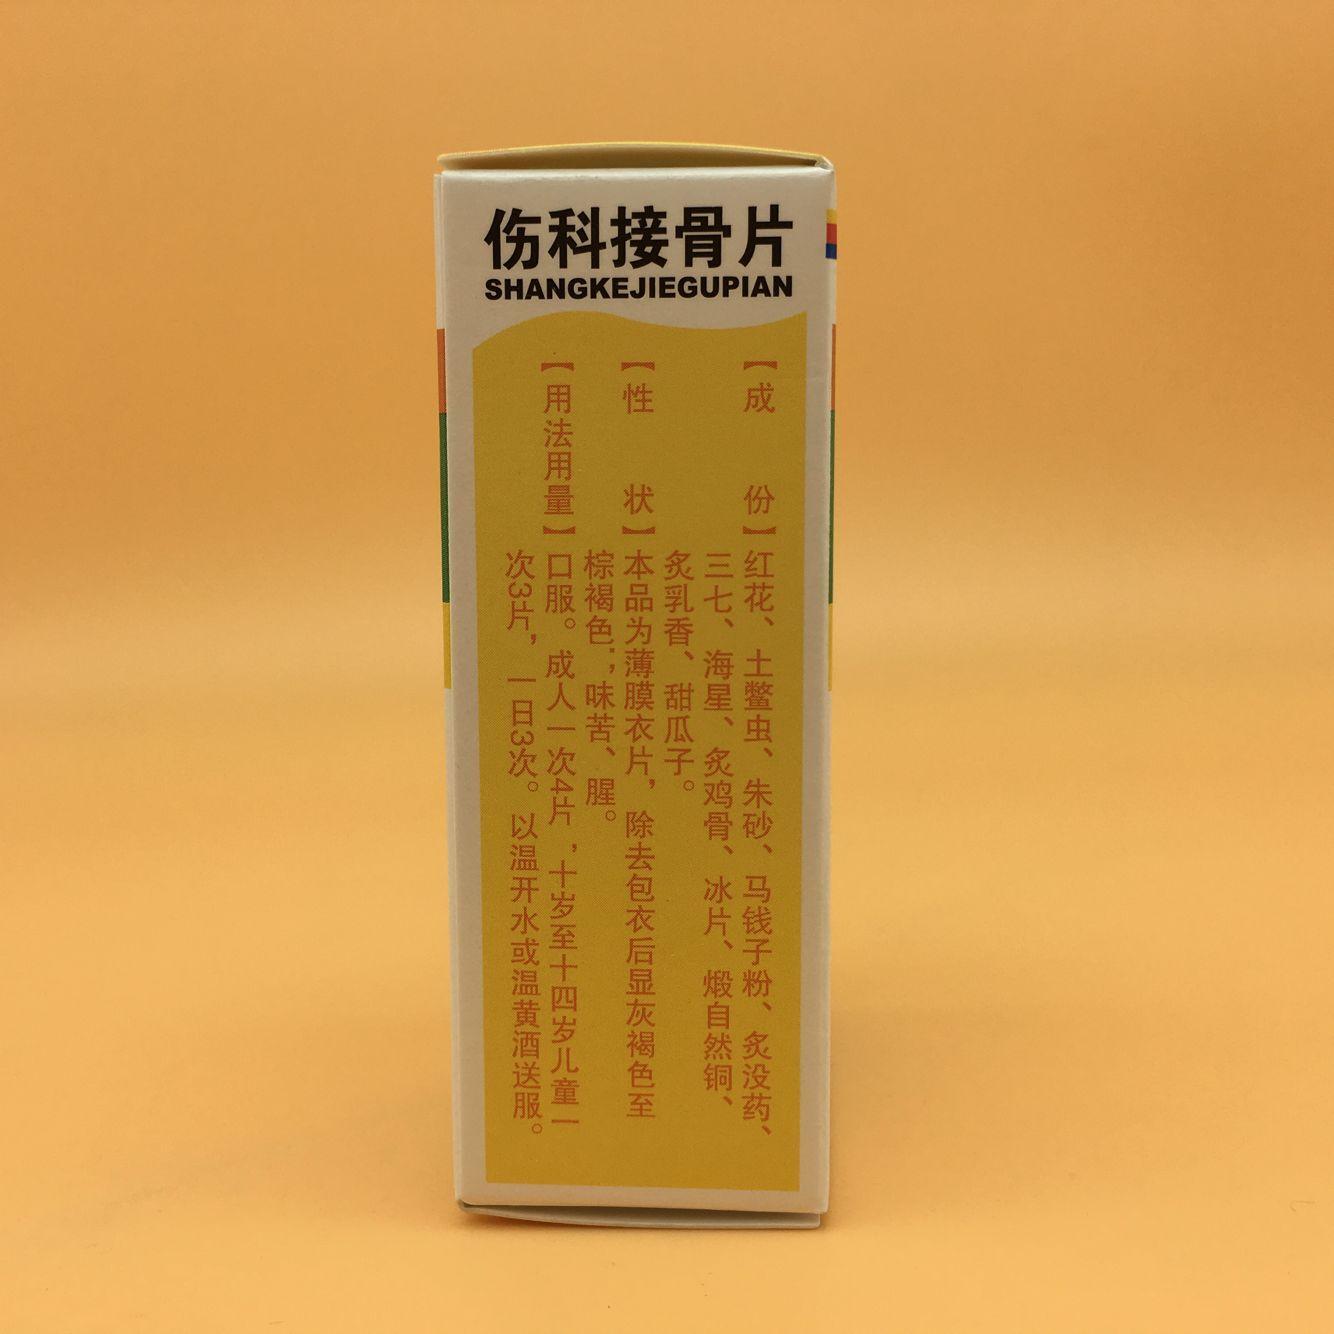 伤科接骨片
SHANGKEJIEGUPIAN
【成份】红花、土鳖虫、朱砂、马钱子粉、炙没药、
三七、海星、炙鸡骨、冰片、煅自然铜、
炙乳香、甜瓜子。
【性状】本品为薄膜衣片，除去包衣后显灰褐色至
棕褐色；味苦、腥。
【用法用量】口服。成人一次4片，十岁至十四岁儿童一
次3片，一日3次。以温开水或温黄酒送服。